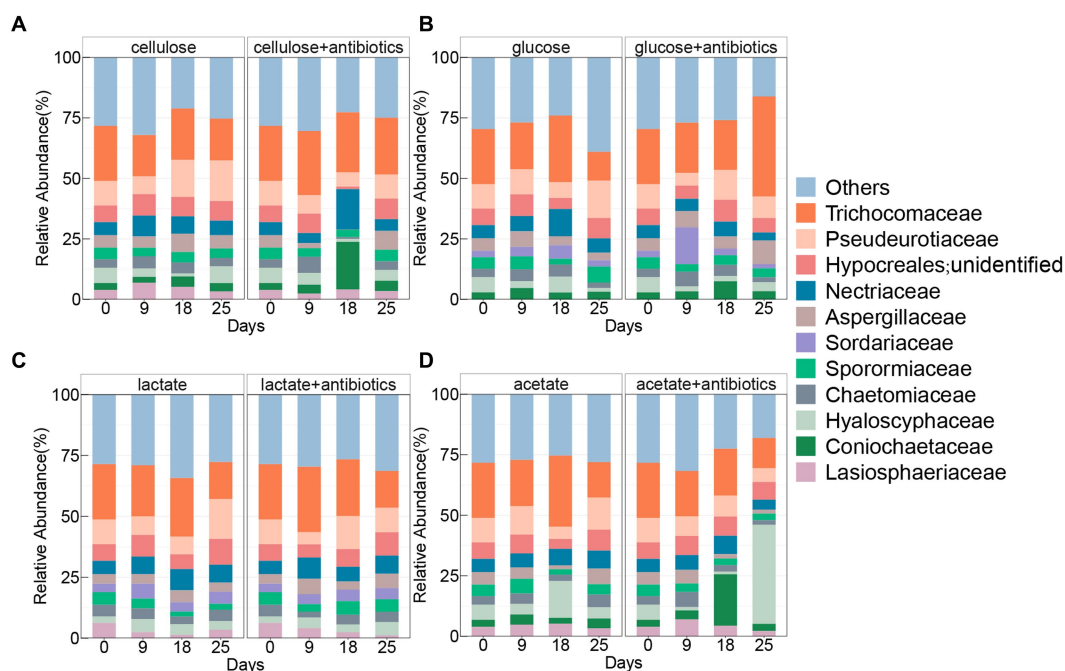 A
cellulose
cellulose+antibiotics
Relative Abundance(%)
100
75
50
25
0
0 9 18 25 0 9 18 25
Days
B
glucose
glucose+antibiotics
Relative Abundance(%)
100
75
50
25
0
0 9 18 25 0 9 18 25
Days
C
lactate
lactate+antibiotics
Relative Abundance(%)
100
75
50
25
0
0 9 18 25 0 9 18 25
Days
D
acetate
acetate+antibiotics
Relative Abundance(%)
100
75
50
25
0
0 9 18 25 0 9 18 25
Days
Others
Trichocomaceae
Pseudeurotiaceae
Hypocreales;unidentified
Nectriaceae
Aspergillaceae
Sordariaceae
Sporormiaceae
Chaetomiaceae
Hyaloscyphaceae
Coniochaetaceae
Lasiosphaeriaceae